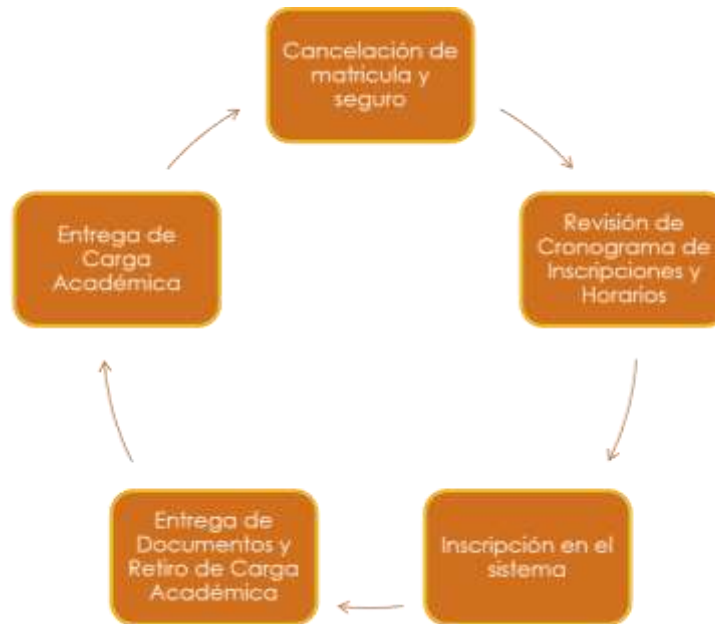 Cancelación de
matricula y
seguro
Revisión de
Cronograma de
Inscripciones y
Horarios
Inscripción en el
sistema
Entrega de
Documentos y
Retiro de Carga
Académica
Entrega de
Carga
Académica